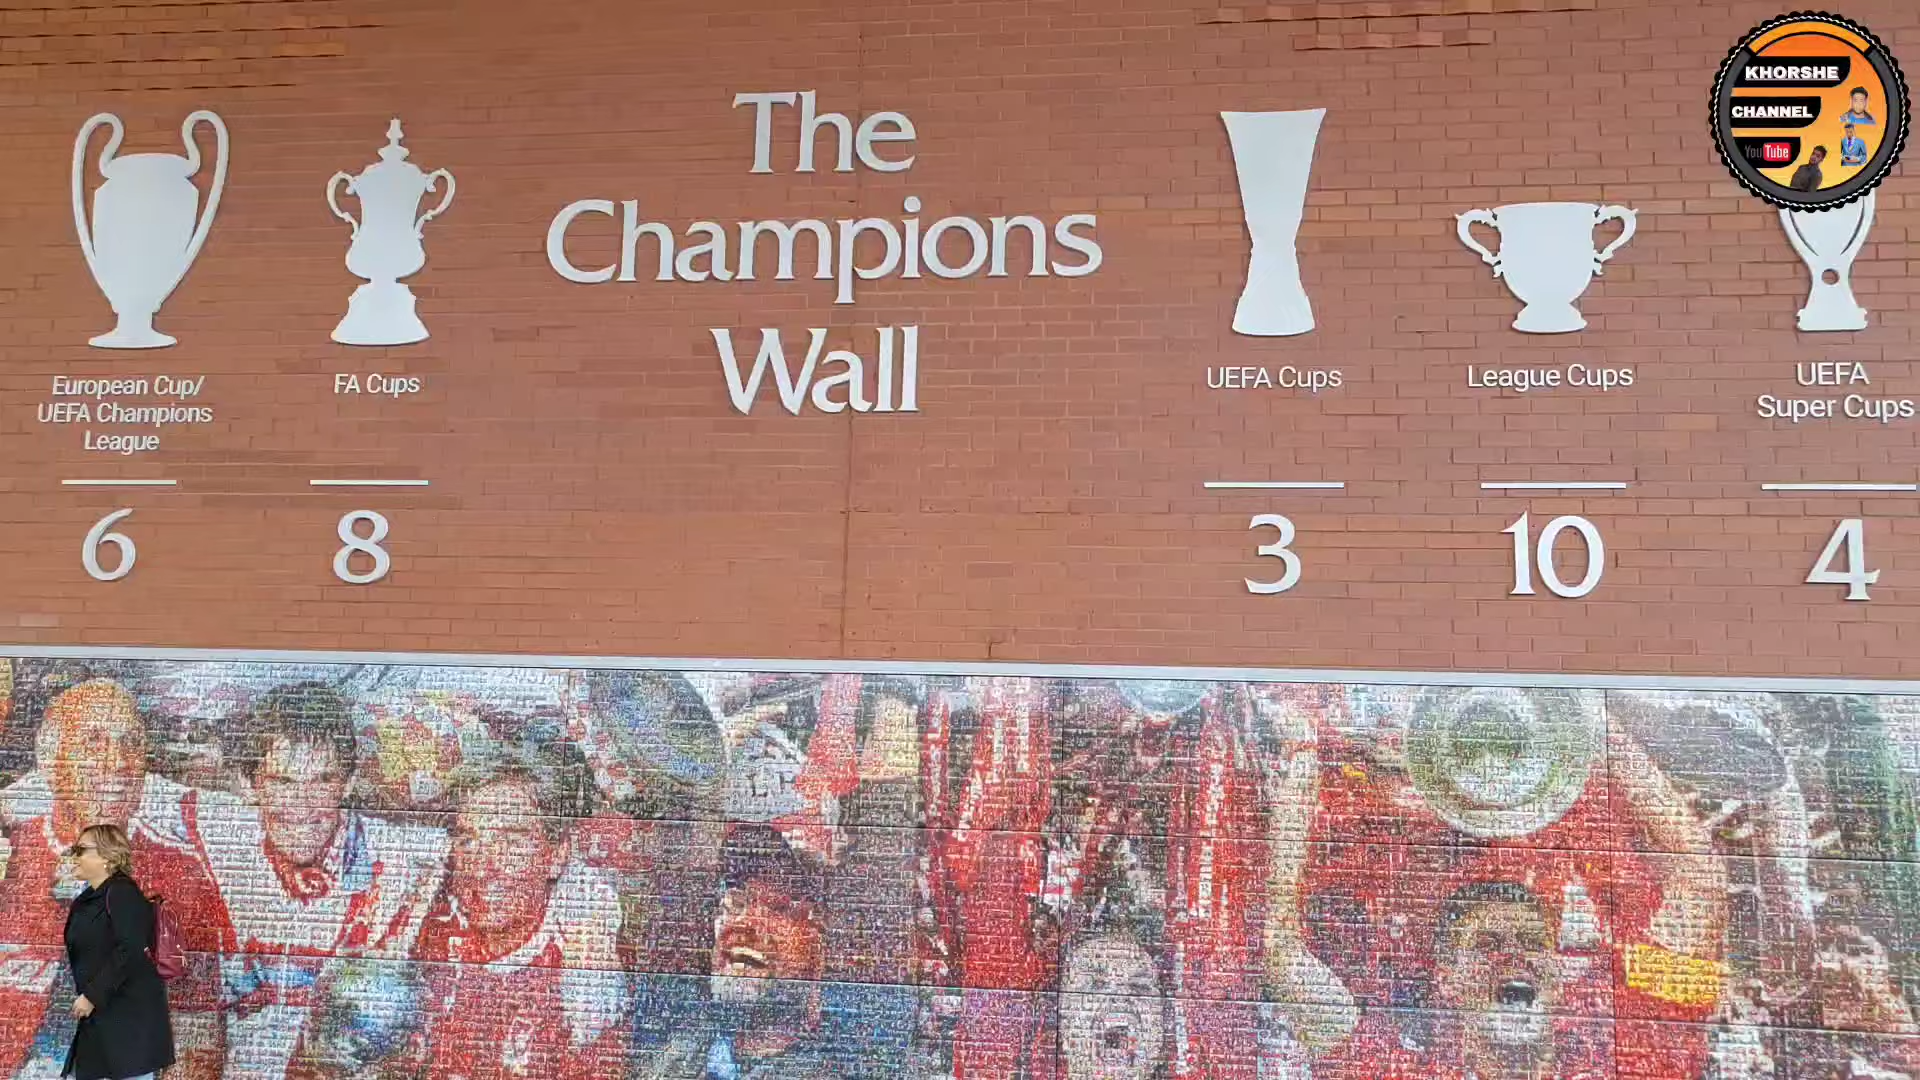 The
Champions
Wall
European Cup/
UEFA Champions
League
6
FA Cups
8
UEFA Cups
3
League Cups
10
UEFA
Super Cups
4
KHORSHE
CHANNEL
YouTube